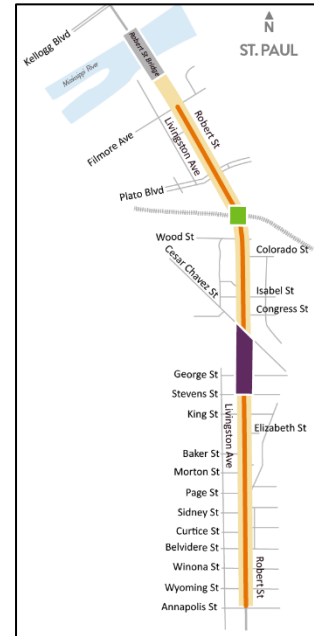 Kellogg Blvd
N
ST. PAUL
Robert St Bridge
Robert St
Livingston Ave
Filmore Ave
Plato Blvd
Wood St
Colorado St
Cesar Chavez St
Isabel St
Congress St
George St
Stevens St
King St
Livingston Ave
Elizabeth St
Baker St
Morton St
Page St
Sidney St
Curtice St
Belvidere St
Winona St
Robert St
Wyoming St
Annapolis St